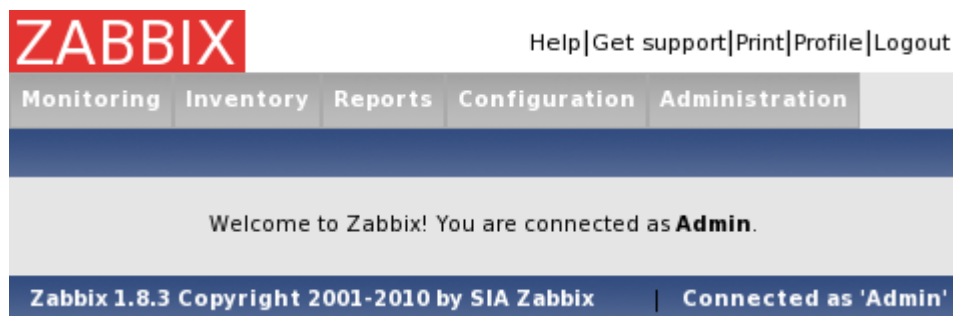 ZABBIX
Help|Get support|Print|Profile|Logout
Monitoring Inventory Reports Configuration Administration
Welcome to Zabbix! You are connected as Admin.
Zabbix 1.8.3 Copyright 2001-2010 by SIA Zabbix | Connected as 'Admin'